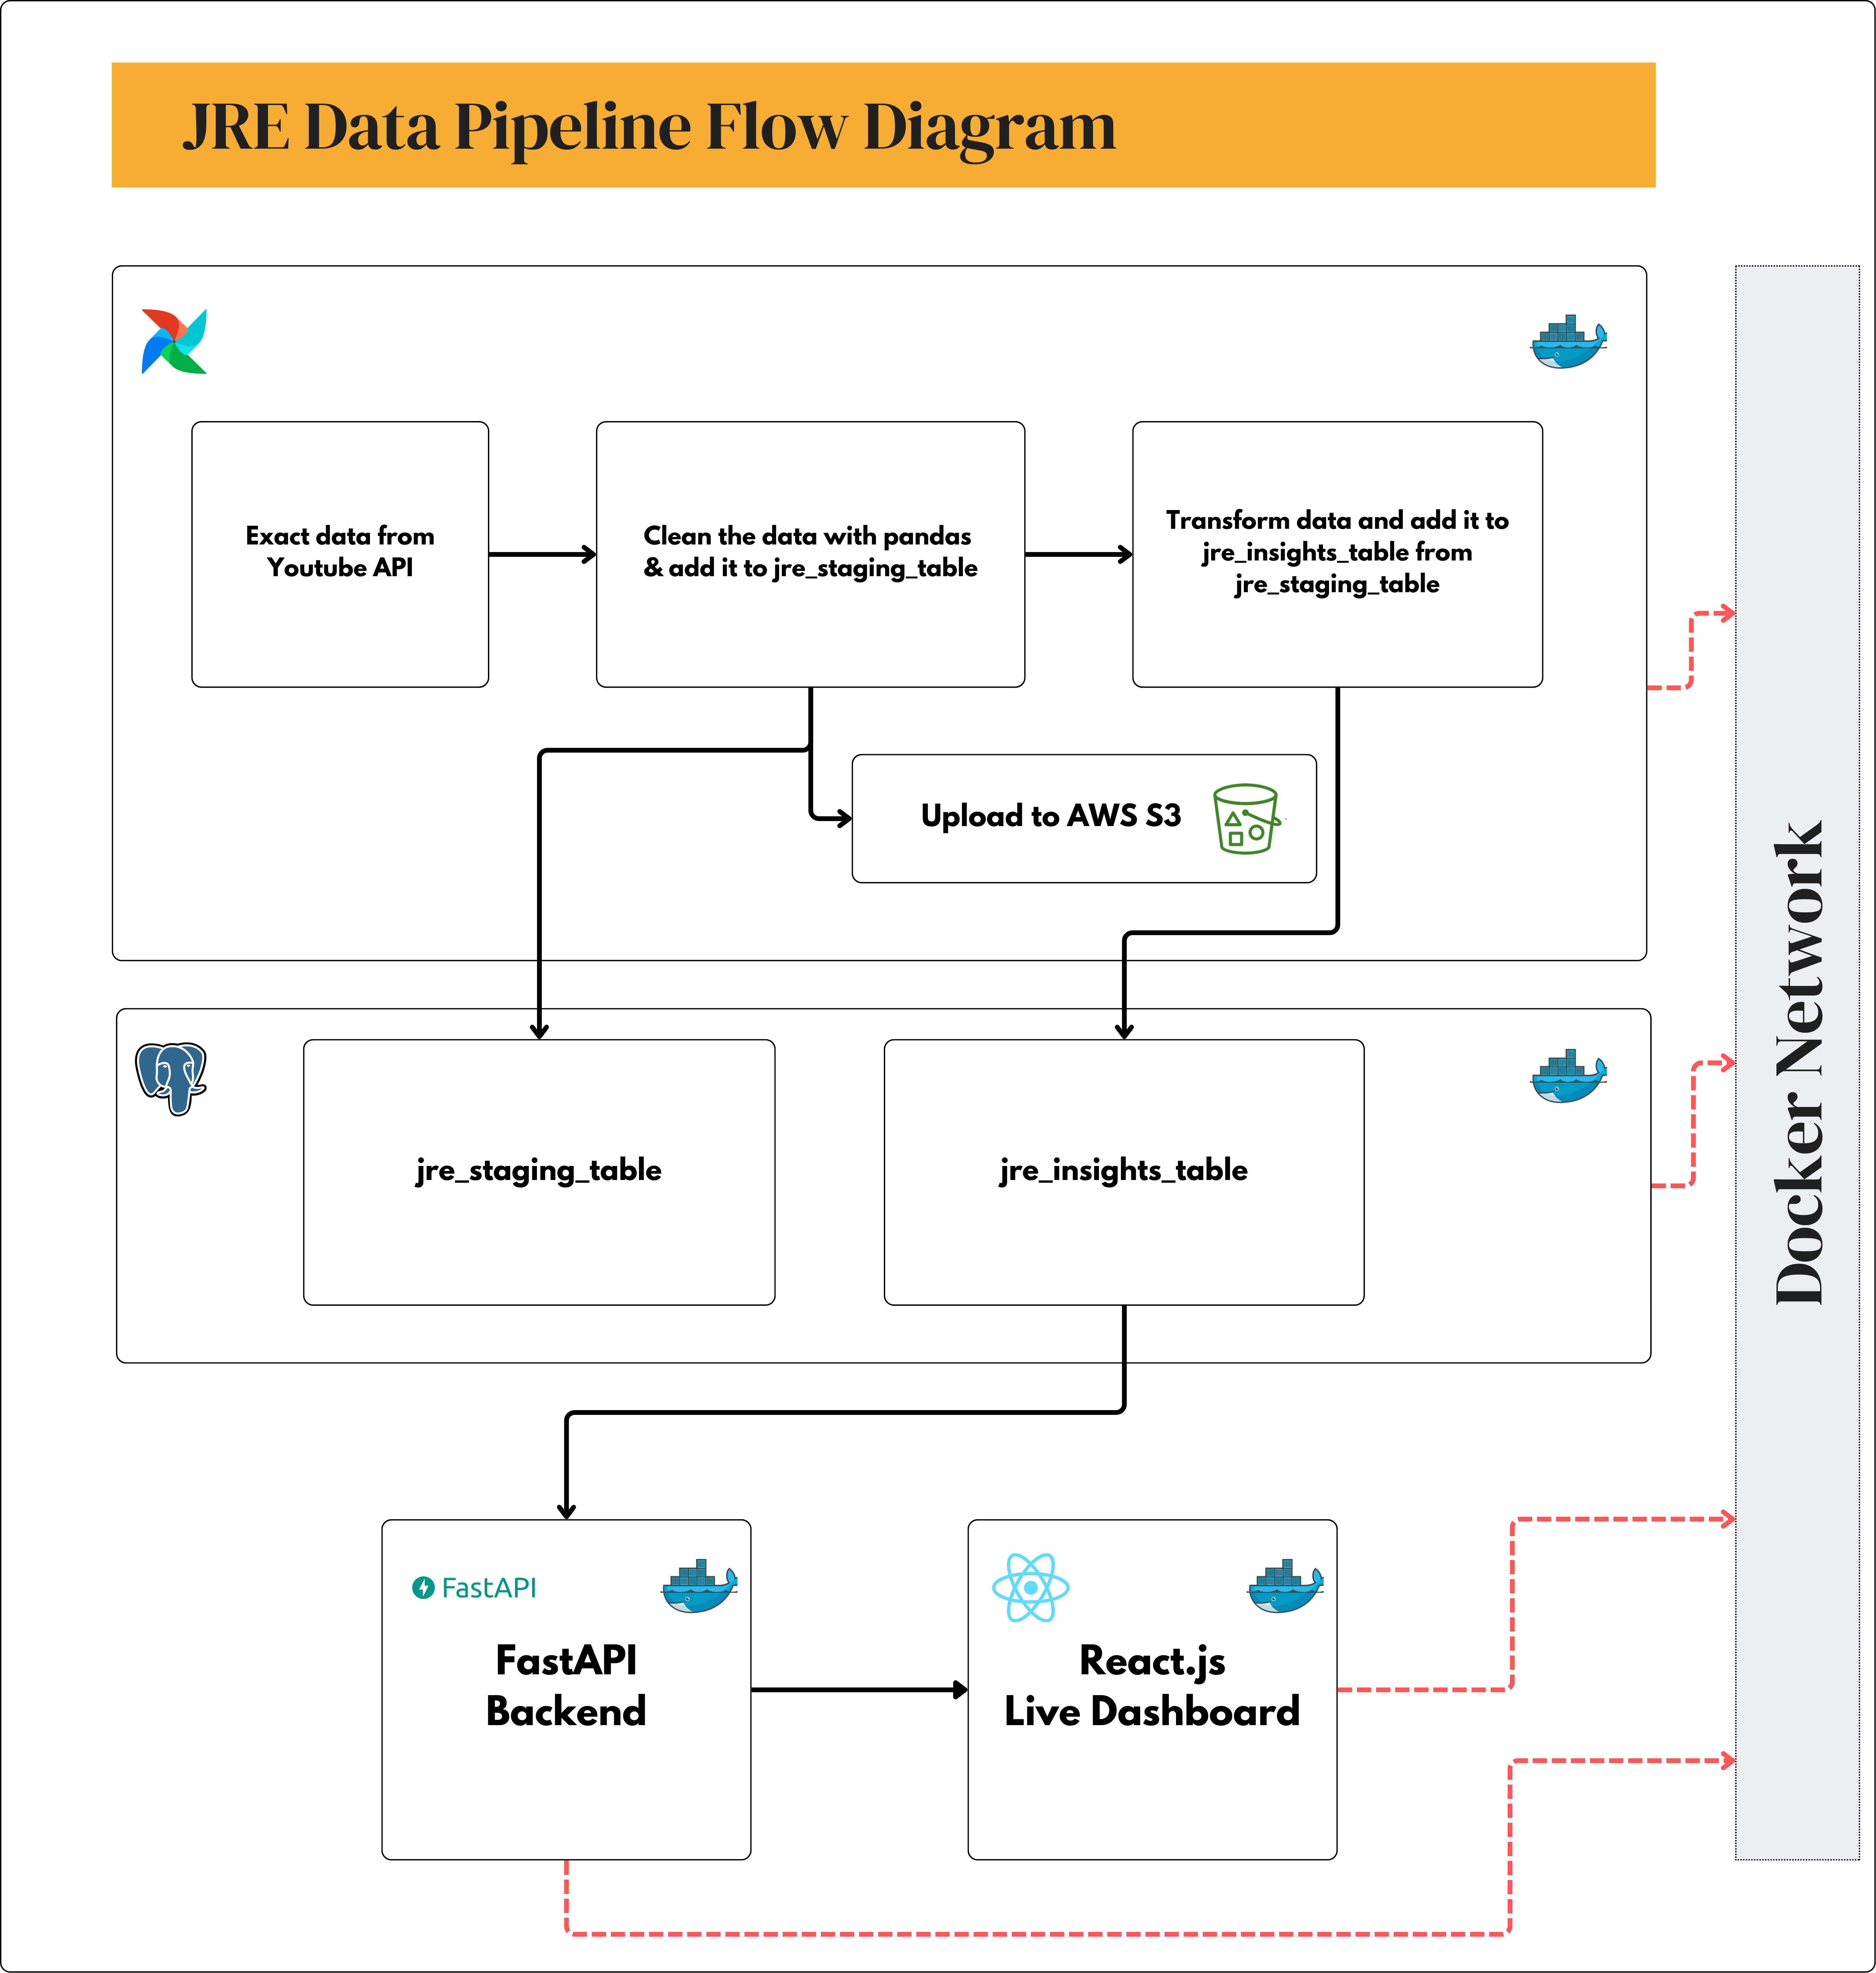 JRE Data Pipeline Flow Diagram
Exact data from
Youtube API
Clean the data with pandas
& add it to jre_staging_table
Transform data and add it to
jre_insights_table from
jre_staging_table
Upload to AWS S3
jre_staging_table
jre_insights_table
FastAPI
FastAPI
Backend
React.js
Live Dashboard
Docker Network